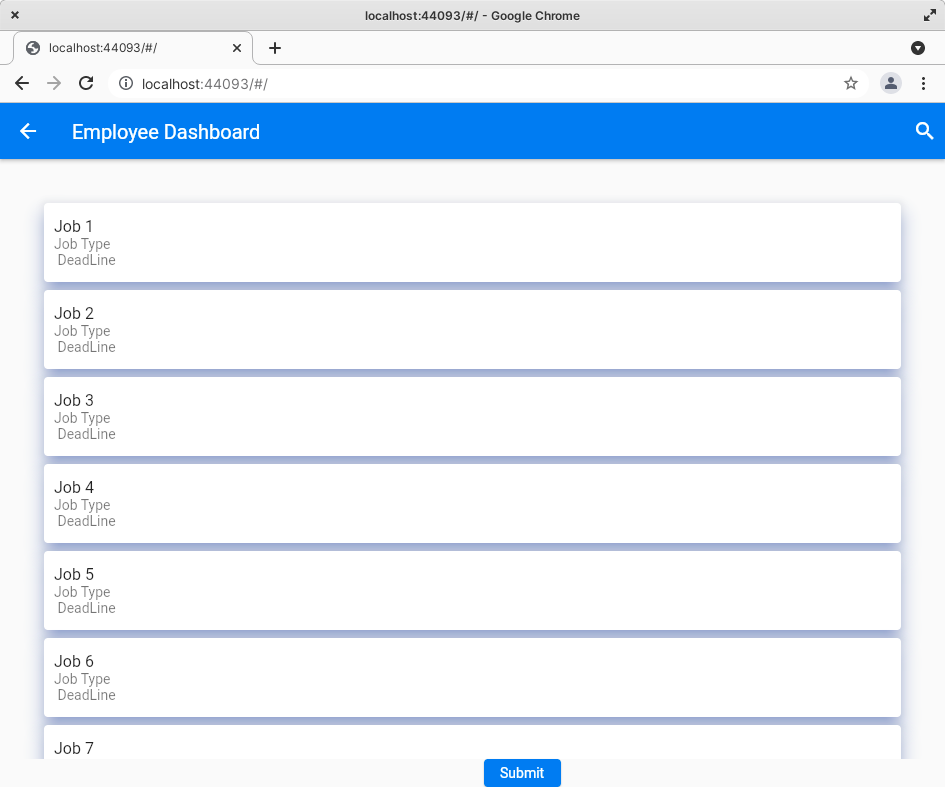 localhost:44093/#/ - Google Chrome
localhost:44093/#/
localhost:44093/#/
Employee Dashboard
Job 1
Job Type
DeadLine
Job 2
Job Type
DeadLine
Job 3
Job Type
DeadLine
Job 4
Job Type
DeadLine
Job 5
Job Type
DeadLine
Job 6
Job Type
DeadLine
Job 7
Submit